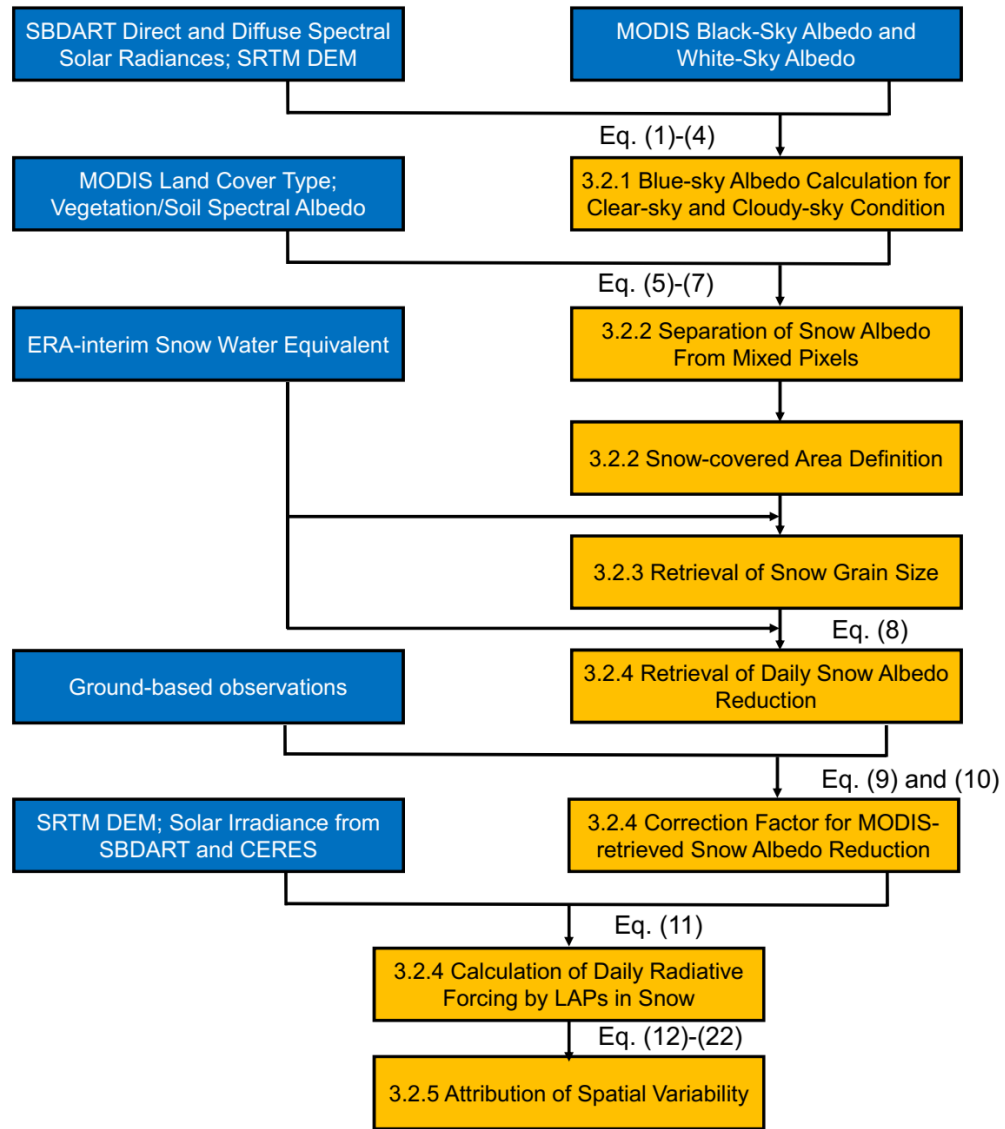 SBDART Direct and Diffuse Spectral
Solar Radiances; SRTM DEM
MODIS Black-Sky Albedo and
White-Sky Albedo
Eq. (1)-(4)
MODIS Land Cover Type;
Vegetation/Soil Spectral Albedo
3.2.1 Blue-sky Albedo Calculation for
Clear-sky and Cloudy-sky Condition
Eq. (5)-(7)
ERA-interim Snow Water Equivalent
3.2.2 Separation of Snow Albedo
From Mixed Pixels
3.2.2 Snow-covered Area Definition
3.2.3 Retrieval of Snow Grain Size
Eq. (8)
Ground-based observations
3.2.4 Retrieval of Daily Snow Albedo
Reduction
Eq. (9) and (10)
SRTM DEM; Solar Irradiance from
SBDART and CERES
3.2.4 Correction Factor for MODIS-
retrieved Snow Albedo Reduction
Eq. (11)
3.2.4 Calculation of Daily Radiative
Forcing by LAPs in Snow
Eq. (12)-(22)
3.2.5 Attribution of Spatial Variability